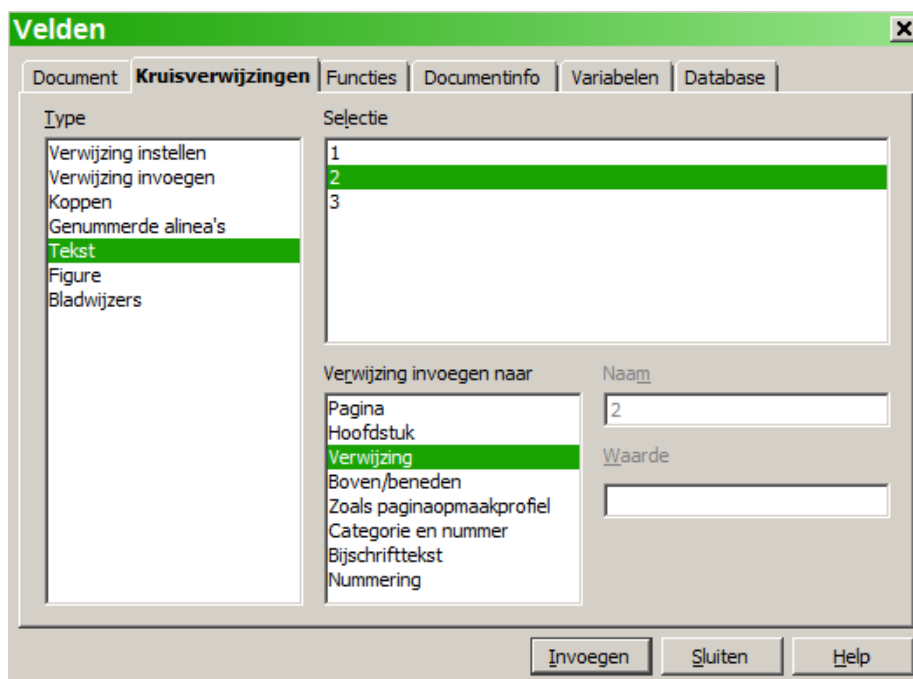 Velden
Document Kruisverwijzingen Functies Documentinfo Variabelen Database
Type
Verwijzing instellen
Verwijzing invoegen
Koppen
Genummerde alinea's
Tekst
Figure
Bladwijzers
Selectie
1
2
3
Verwijzing invoegen naar
Pagina
Hoofdstuk
Verwijzing
Boven/beneden
Zoals paginaopmaakprofiel
Categorie en nummer
Bijschrifttekst
Nummering
Naam
2
Waarde
Invoegen Sluiten Help